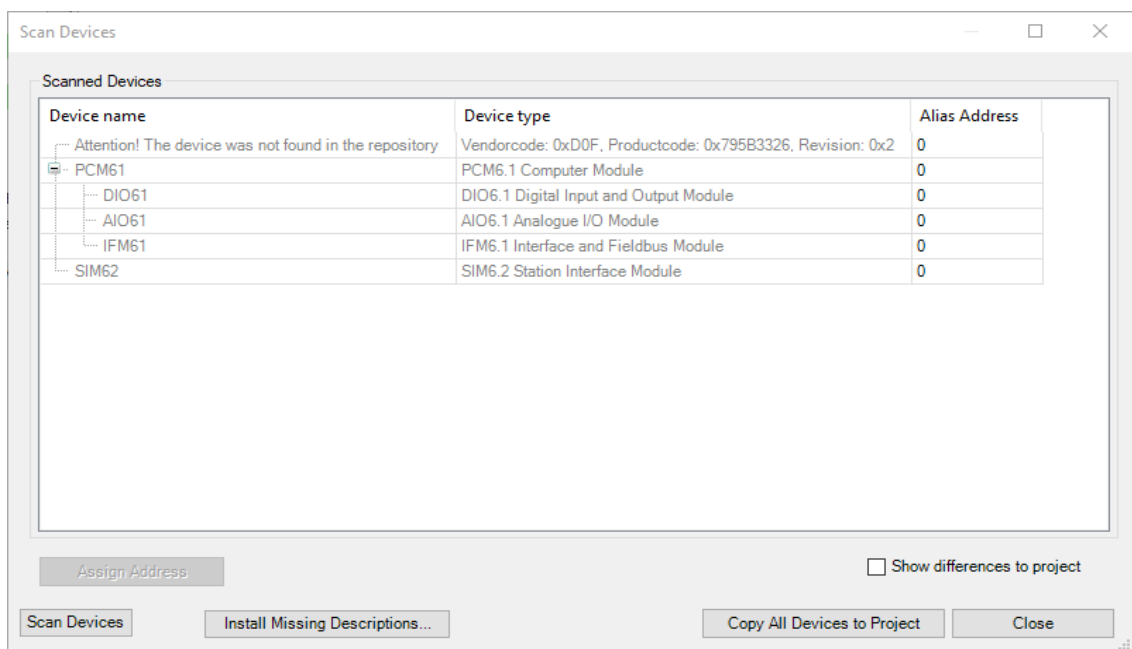 Scan Devices
Scanned Devices
Device name Device type Alias Address
Attention! The device was not found in the repository Vendorcode: 0xD0F, Productcode: 0x795B3326, Revision: 0x2 0
PCM61 PCM6.1 Computer Module 0
DIO61 DIO6.1 Digital Input and Output Module 0
AIO61 AIO6.1 Analogue I/O Module 0
IFM61 IFM6.1 Interface and Fieldbus Module 0
SIM62 SIM6.2 Station Interface Module 0
Assign Address Show differences to project
Scan Devices Install Missing Descriptions... Copy All Devices to Project Close